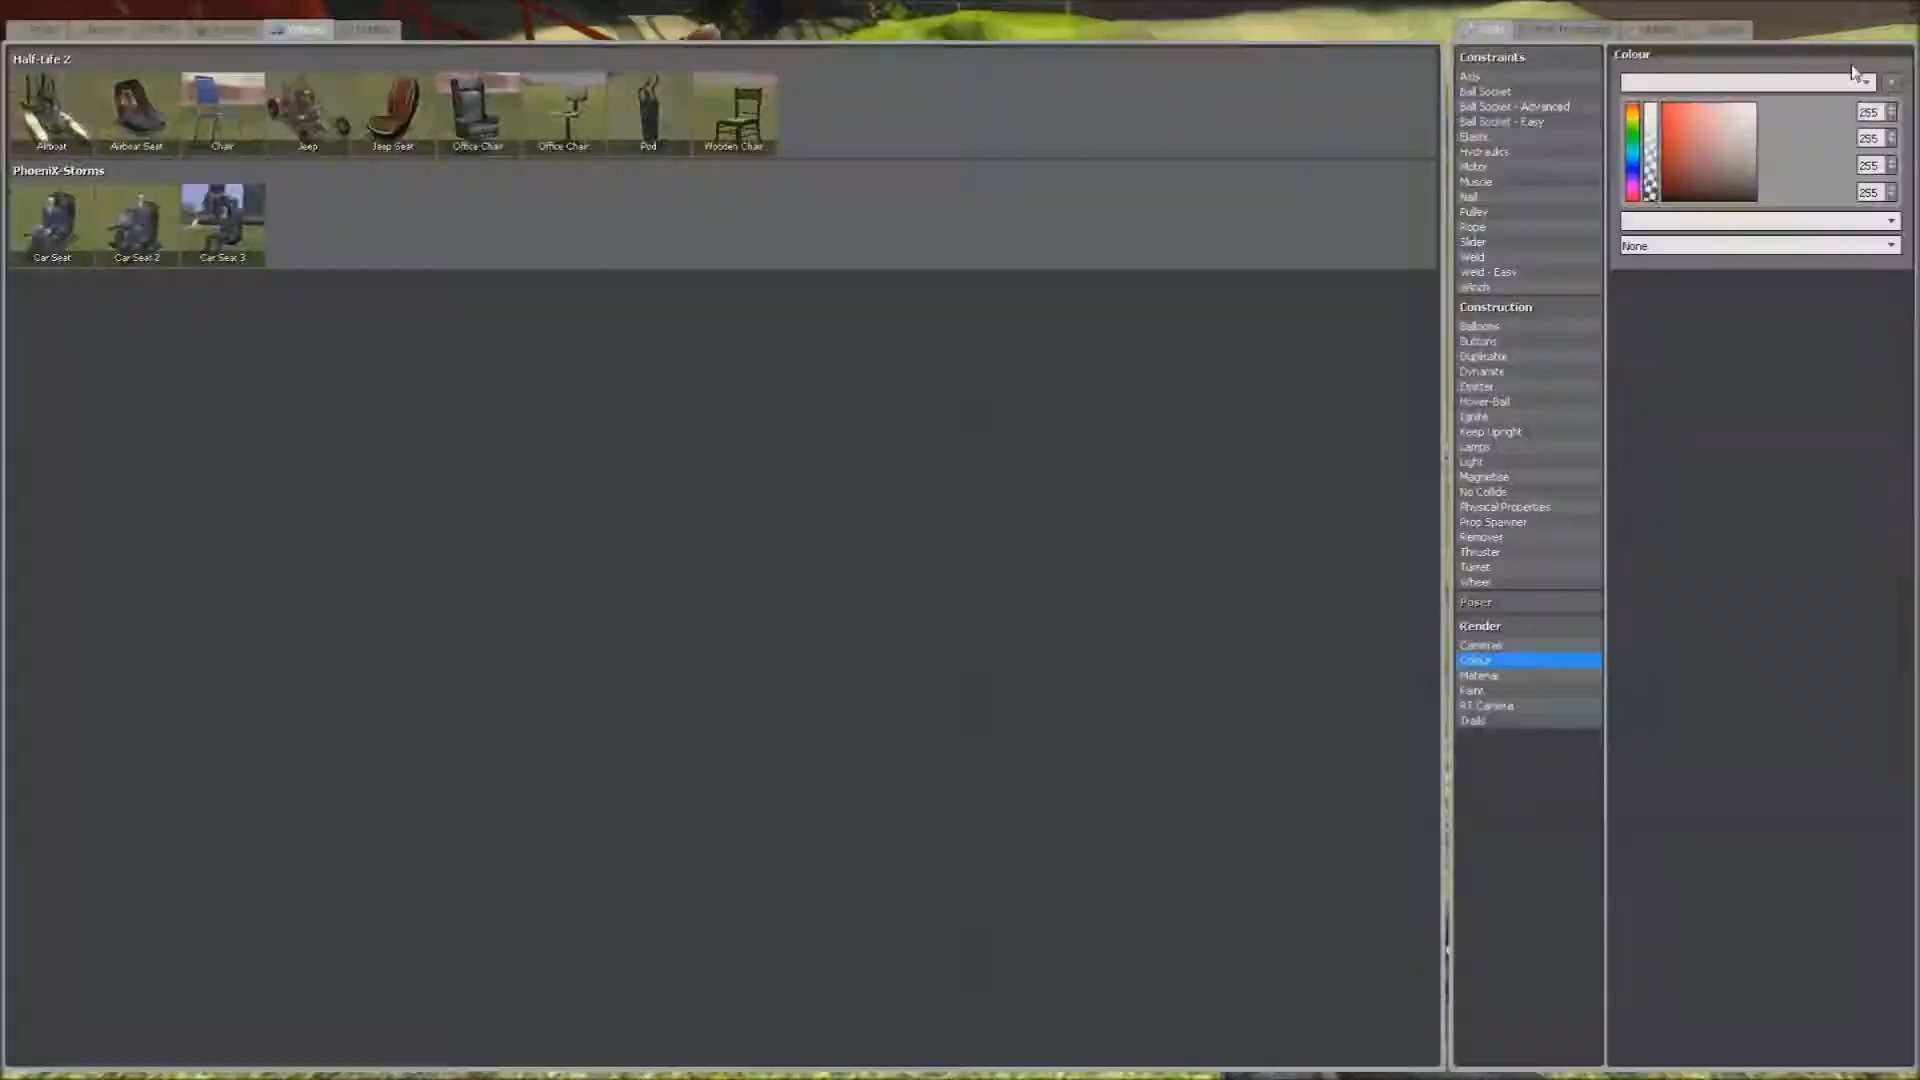 Half-Life 2
Airboat
Airboat Seat
Chair
Jeep
Jeep Seat
Office Chair
Office Chair
Pod
Wooden Chair
PhoeniX-Storms
Car Seat
Car Seat 2
Car Seat 3
Constraints
Axis
Ball Socket
Ball Socket - Advanced
Ball Socket - Easy
Elastic
Hydraulics
Motor
Muscle
Nail
Pulley
Rope
Slider
Weld
Weld - Easy
Winch
Construction
Balloons
Buttons
Duplicator
Dynamite
Emitter
Hover-Ball
Ignite
Keep Upright
Lamps
Light
Magnetise
No Collide
Physical Properties
Prop Spawner
Remover
Thruster
Turret
Wheel
Poser
Render
Cameras
Colour
Material
Paint
RT Camera
Trails
Colour
255
255
255
255
None